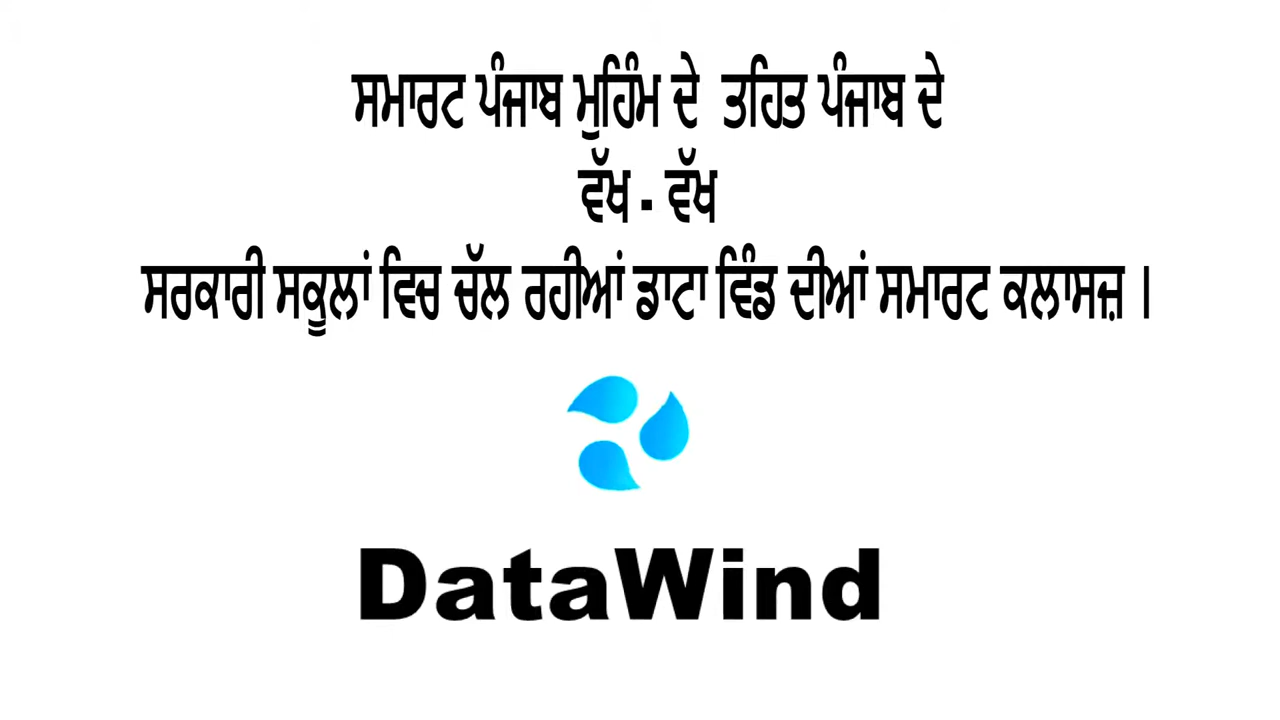 ਸਮਾਰਟ ਪੰਜਾਬ ਮੁਹਿੰਮ ਦੇ ਤਹਿਤ ਪੰਜਾਬ ਦੇ
ਵੱਖ - ਵੱਖ
ਸਰਕਾਰੀ ਸਕੂਲਾਂ ਵਿਚ ਚੱਲ ਰਹੀਆਂ ਡਾਟਾ ਵਿੰਡ ਦੀਆਂ ਸਮਾਰਟ ਕਲਾਸਜ਼ ।
DataWind